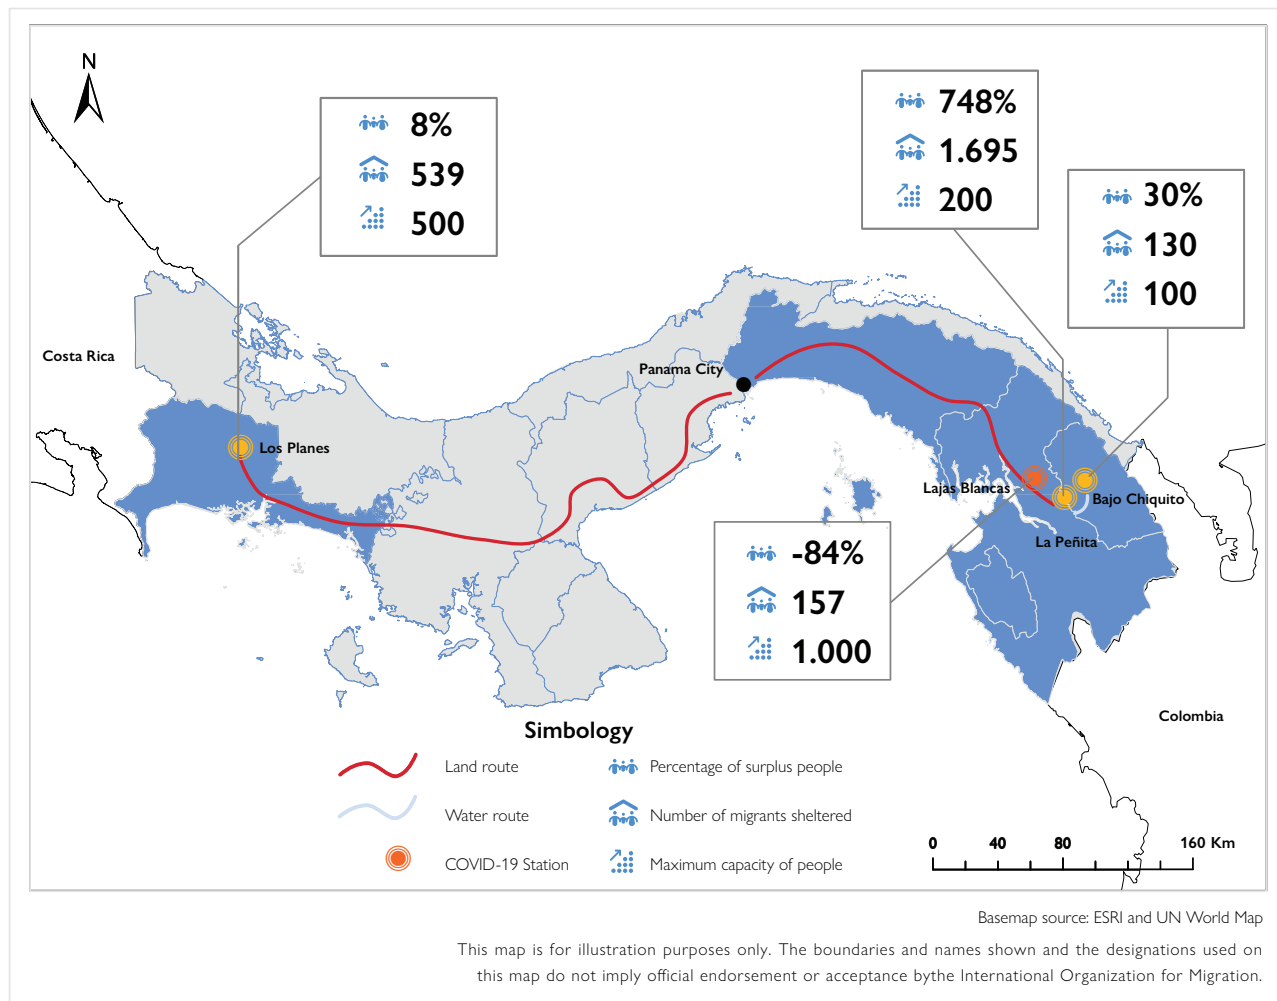 N
8%
539
500
748%
1.695
200
30%
130
100
Costa Rica
Panama City
Los Planes
Lajas Blancas
Bajo Chiquito
La Peñita
-84%
157
1.000
Colombia
Simbology
Land route
Percentage of surplus people
Water route
Number of migrants sheltered
COVID-19 Station
Maximum capacity of people
0 40 80 160 Km
Basemap source: ESRI and UN World Map
This map is for illustration purposes only. The boundaries and names shown and the designations used on
this map do not imply official endorsement or acceptance bythe International Organization for Migration.